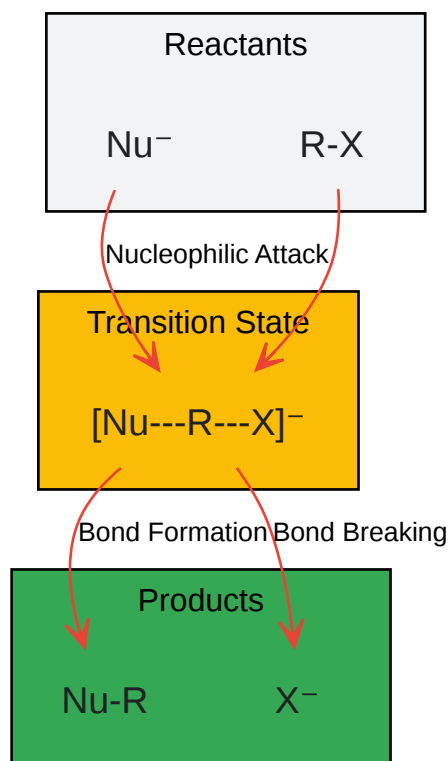 Reactants
Nu⁻ R-X
Nucleophilic Attack
Transition State
[Nu---R---X]⁻
Bond Formation Bond Breaking
Products
Nu-R X⁻